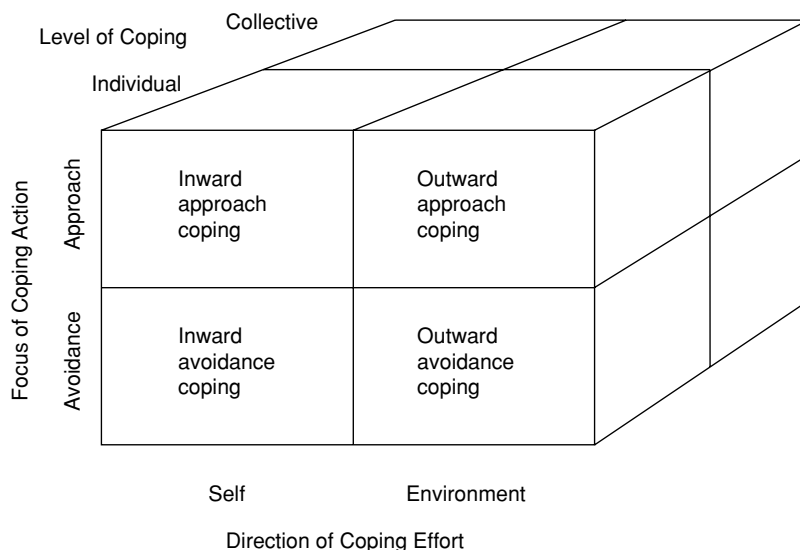 Collective
Level of Coping
Individual
Focus of Coping Action
Approach
Avoidance
Inward
approach
coping
Outward
approach
coping
Inward
avoidance
coping
Outward
avoidance
coping
Self
Environment
Direction of Coping Effort